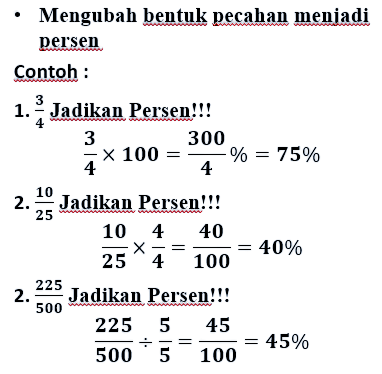 • Mengubah bentuk pecahan menjadi
persen
Contoh :
1. 3/4 Jadikan Persen!!!
3/4 × 100 = 300/4 % = 75%
2. 10/25 Jadikan Persen!!!
10/25 × 4/4 = 40/100 = 40%
2. 225/500 Jadikan Persen!!!
225/500 ÷ 5/5 = 45/100 = 45%